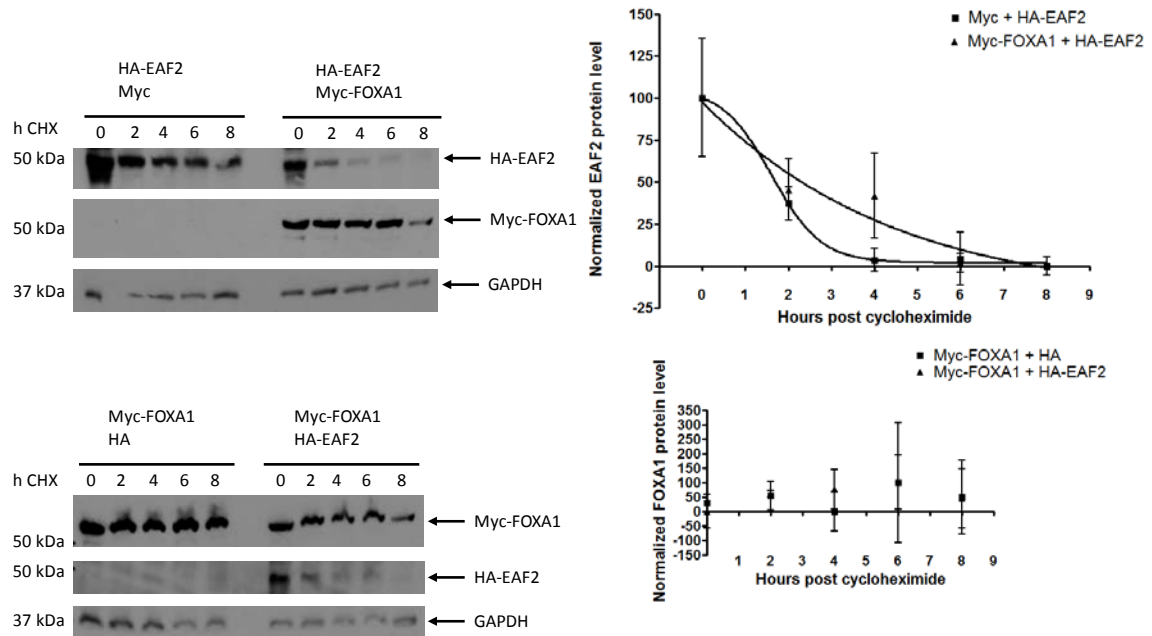 HA-EAF2
Myc
HA-EAF2
Myc-FOXA1
h CHX
0 2 4 6 8
0 2 4 6 8
50 kDa
HA-EAF2
50 kDa
Myc-FOXA1
37 kDa
GAPDH
Myc + HA-EAF2
Myc-FOXA1 + HA-EAF2
Normalized EAF2 protein level
150
125
100
75
50
25
0
-25
0 1 2 3 4 5 6 7 8 9
Hours post cycloheximide
Myc-FOXA1
HA
Myc-FOXA1
HA-EAF2
h CHX
0 2 4 6 8
0 2 4 6 8
50 kDa
Myc-FOXA1
50 kDa
HA-EAF2
37 kDa
GAPDH
Myc-FOXA1 + HA
Myc-FOXA1 + HA-EAF2
Normalized FOXA1 protein level
350
300
250
200
150
100
50
0
-50
-100
-150
1 2 3 4 5 6 7 8 9
Hours post cycloheximide